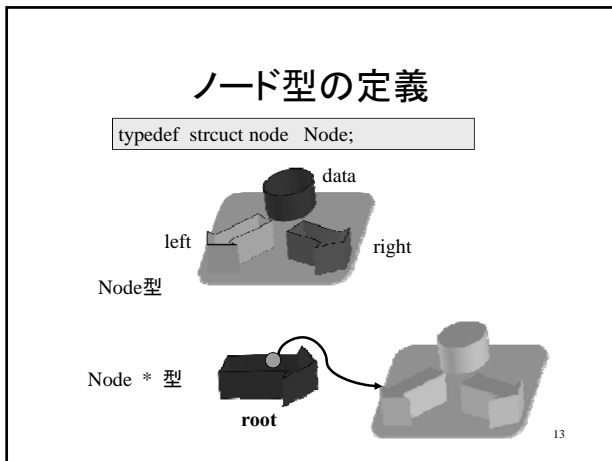 ノード型の定義
typedef strcuct node Node;
data
left
right
Node型
Node * 型
root
13